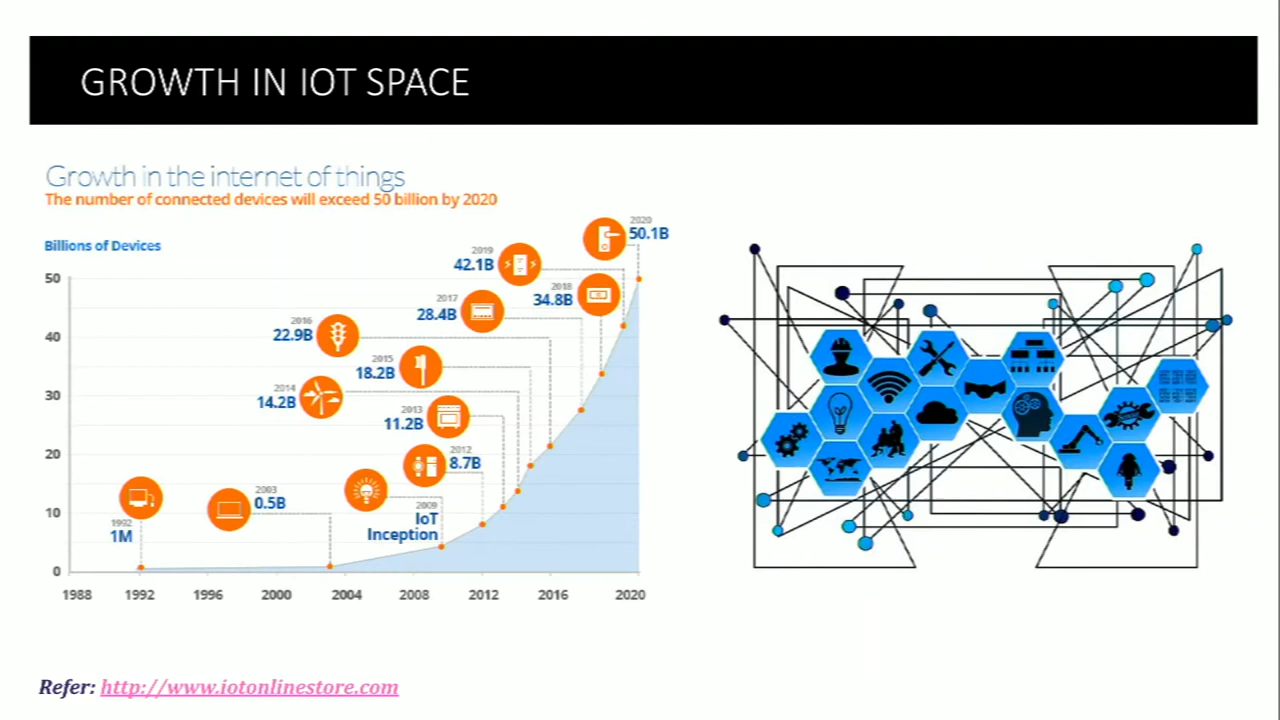 GROWTH IN IOT SPACE
Growth in the internet of things
The number of connected devices will exceed 50 billion by 2020
Billions of Devices
2020
50.1B
2019
42.1B
2018
34.8B
2017
28.4B
2016
22.9B
2015
18.2B
2014
14.2B
2013
11.2B
2012
8.7B
2009
IoT
Inception
2003
0.5B
1992
1M
50
40
30
20
10
0
1988 1992 1996 2000 2004 2008 2012 2016 2020
Refer: http://www.iotonlinestore.com